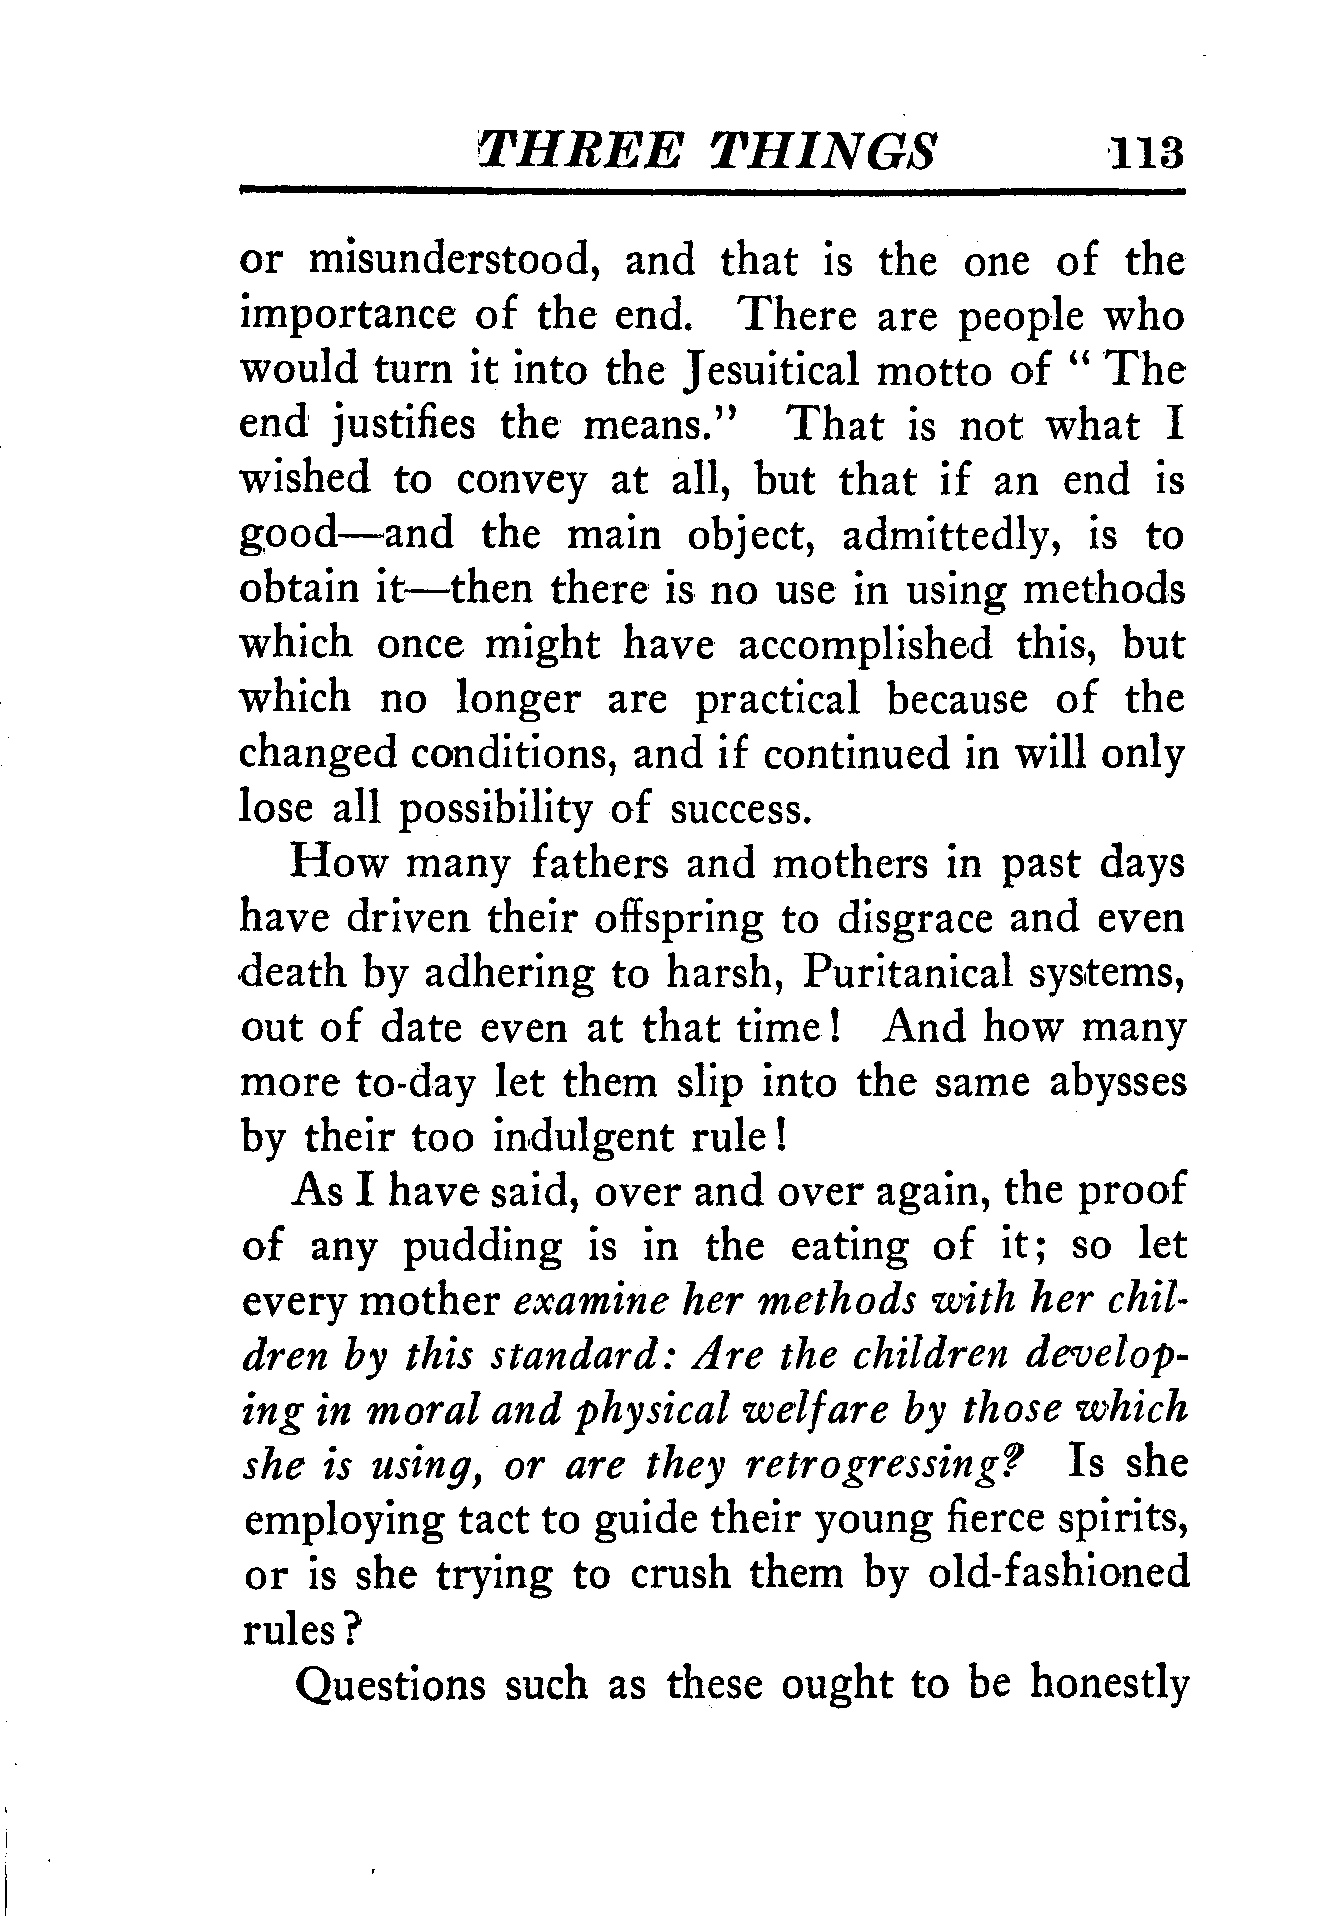 THREE THINGS 113
or misunderstood, and that is the one of the
importance of the end. There are people who
would turn it into the Jesuitical motto of " The
end justifies the means." That is not what I
wished to convey at all, but that if an end is
good—and the main object, admittedly, is to
obtain it—then there is no use in using methods
which once might have accomplished this, but
which no longer are practical because of the
changed conditions, and if continued in will only
lose all possibility of success.
How many fathers and mothers in past days
have driven their offspring to disgrace and even
death by adhering to harsh, Puritanical systems,
out of date even at that time! And how many
more to-day let them slip into the same abysses
by their too indulgent rule!
As I have said, over and over again, the proof
of any pudding is in the eating of it; so let
every mother examine her methods with her chil-
dren by this standard: Are the children develop-
ing in moral and physical welfare by those which
she is using, or are they retrogressing? Is she
employing tact to guide their young fierce spirits,
or is she trying to crush them by old-fashioned
rules?
Questions such as these ought to be honestly